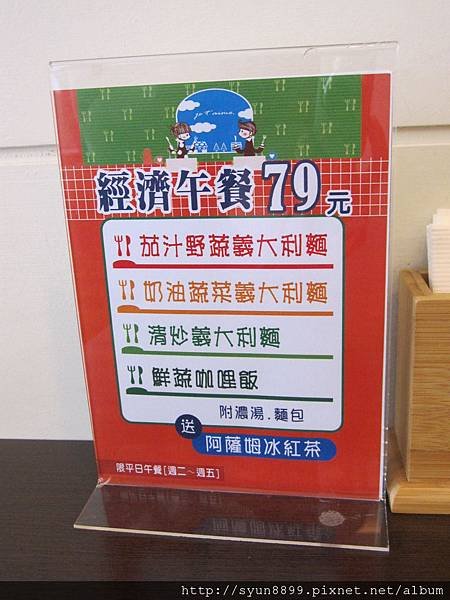 je t'aime.
經濟午餐79元
茄汁野蔬義大利麵
奶油蔬菜義大利麵
清炒義大利麵
鮮蔬咖哩飯
附濃湯.麵包
送 阿薩姆冰紅茶
限平日午餐[週二～週五]
http://syun8899.pixnet.net/album